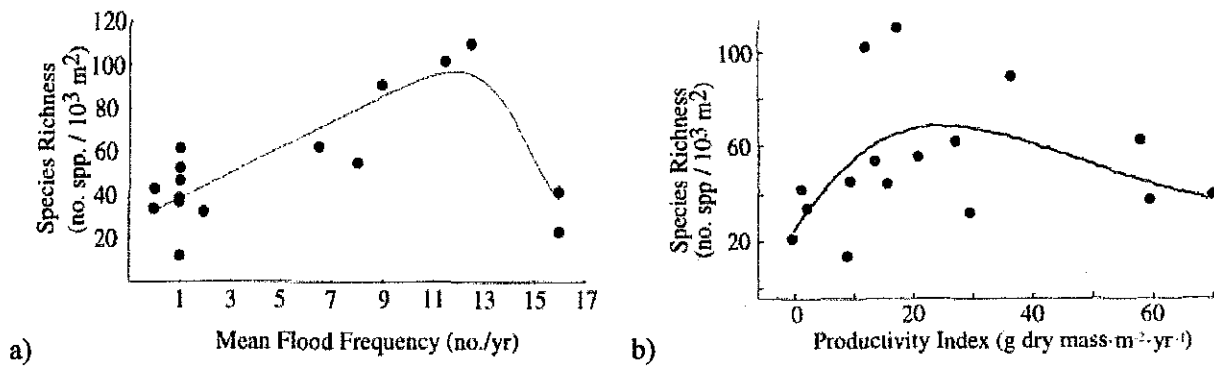 Species Richness
(no. spp. / 10³ m²)
120
100
80
60
40
20
1 3 5 7 9 11 13 15 17
Mean Flood Frequency (no./yr)
a)
Species Richness
(no. spp / 10³ m²)
100
60
20
0 20 40 60
Productivity Index (g dry mass·m⁻²·yr⁻¹)
b)